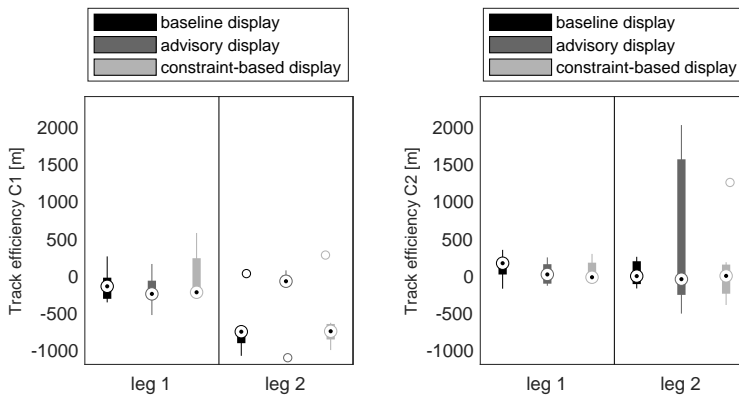 baseline display
advisory display
constraint-based display
Track efficiency C1 [m]
2000
1500
1000
500
0
-500
-1000
leg 1
leg 2
baseline display
advisory display
constraint-based display
Track efficiency C2 [m]
2000
1500
1000
500
0
-500
-1000
leg 1
leg 2